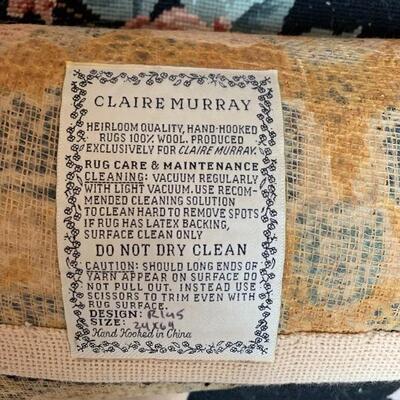 CLAIRE MURRAY
HEIRLOOM QUALITY, HAND-HOOKED
RUGS 100% WOOL. PRODUCED
EXCLUSIVELY FOR CLAIRE MURRAY
RUG CARE & MAINTENANCE
CLEANING: VACUUM REGULARLY
WITH LIGHT VACUUM. USE RECOM-
MENDED CLEANING SOLUTION
TO CLEAN HARD TO REMOVE SPOTS
IF RUG HAS LATEX BACKING,
SURFACE CLEAN ONLY
DO NOT DRY CLEAN
CAUTION: SHOULD LONG ENDS OF
YARN APPEAR ON SURFACE DO
NOT PULL OUT. INSTEAD USE
SCISSORS TO TRIM EVEN WITH
RUG SURFACE.
DESIGN: R145
SIZE: 24X69
Hand Hooked in China